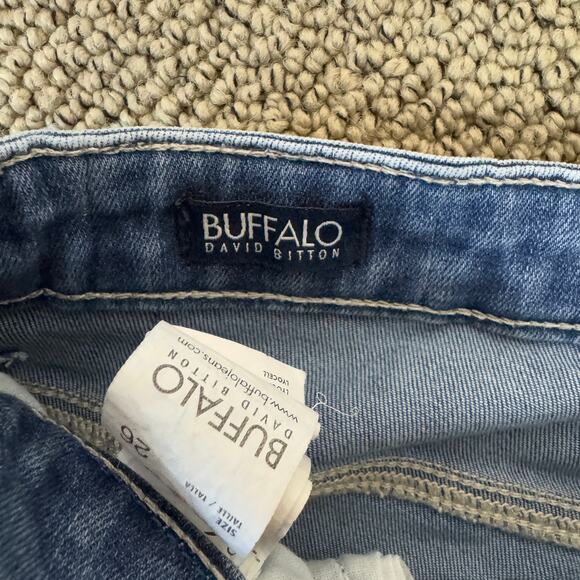 BUFFALO
DAVID BITTON
BUFFALO
DAVID BITTON
www.buffalojeans.com
26
SIZE
TAILLE / TALLA
LYOCELL